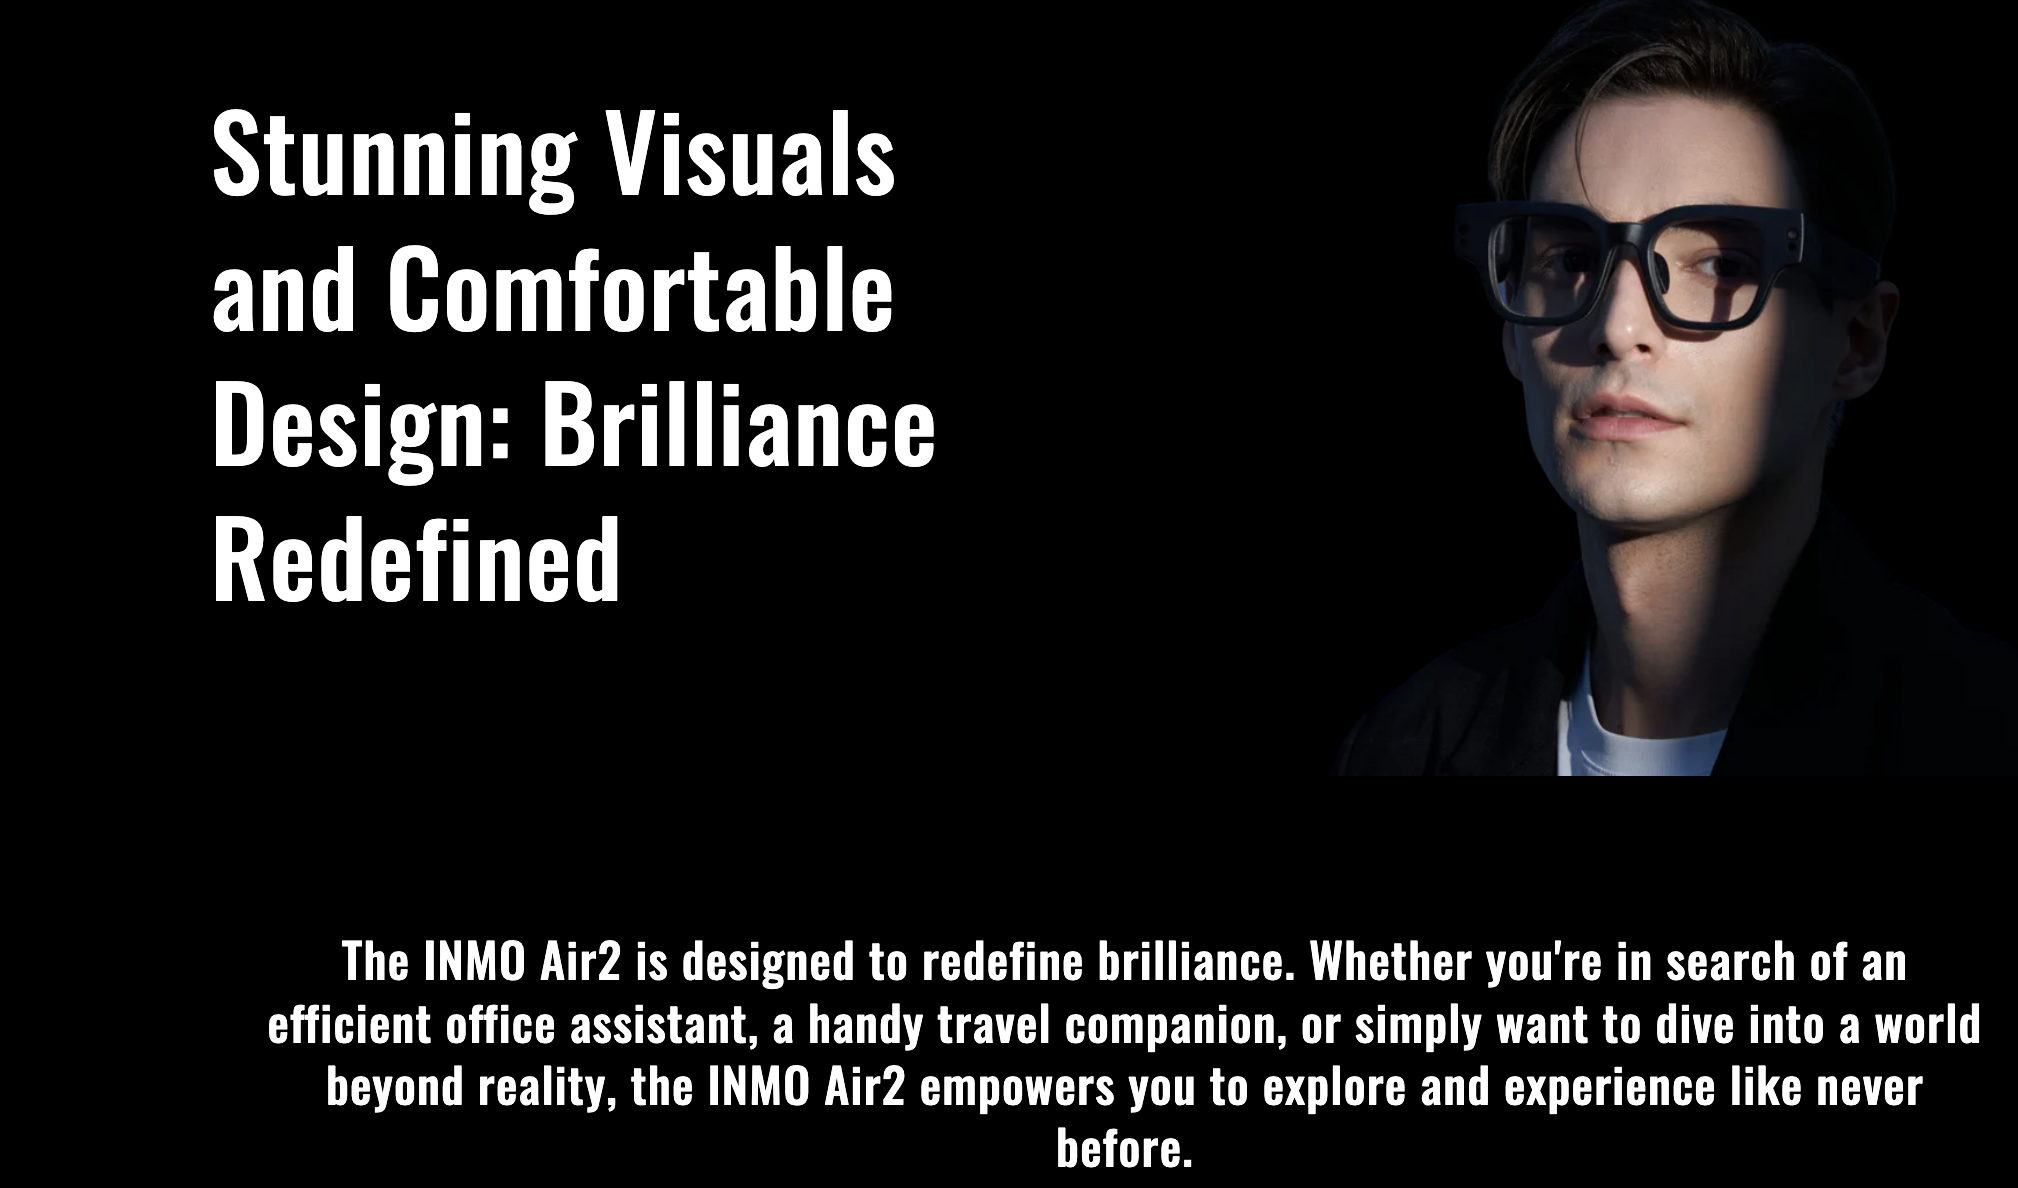 Stunning Visuals
and Comfortable
Design: Brilliance
Redefined
The INMO Air2 is designed to redefine brilliance. Whether you're in search of an
efficient office assistant, a handy travel companion, or simply want to dive into a world
beyond reality, the INMO Air2 empowers you to explore and experience like never
before.